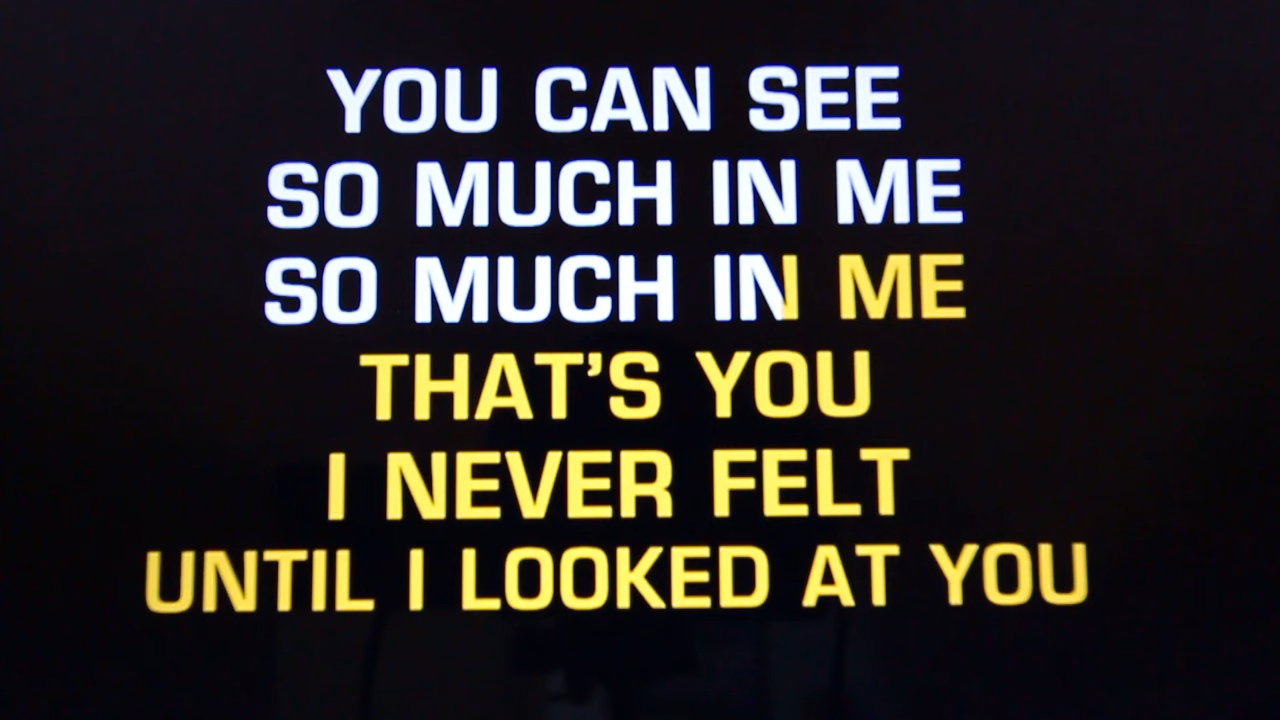 YOU CAN SEE
SO MUCH IN ME
SO MUCH IN ME
THAT'S YOU
I NEVER FELT
UNTIL I LOOKED AT YOU